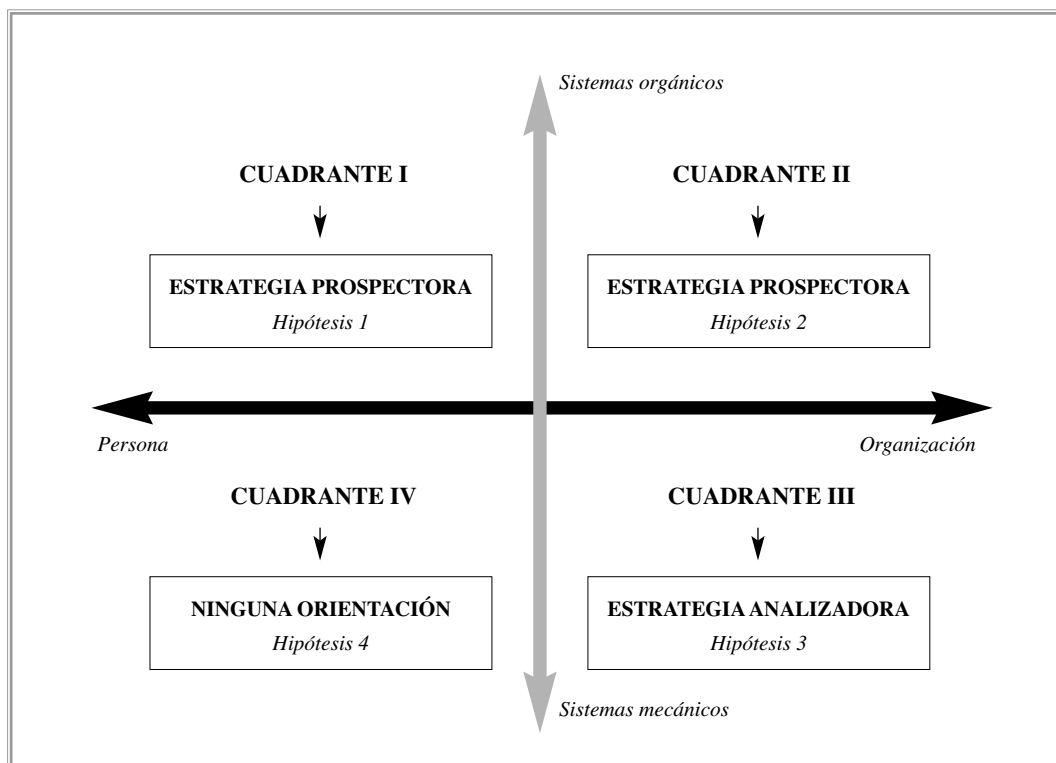 Sistemas orgánicos
CUADRANTE I
CUADRANTE II
ESTRATEGIA PROSPECTORA
Hipótesis 1
ESTRATEGIA PROSPECTORA
Hipótesis 2
Persona
Organización
CUADRANTE IV
CUADRANTE III
NINGUNA ORIENTACIÓN
Hipótesis 4
ESTRATEGIA ANALIZADORA
Hipótesis 3
Sistemas mecánicos